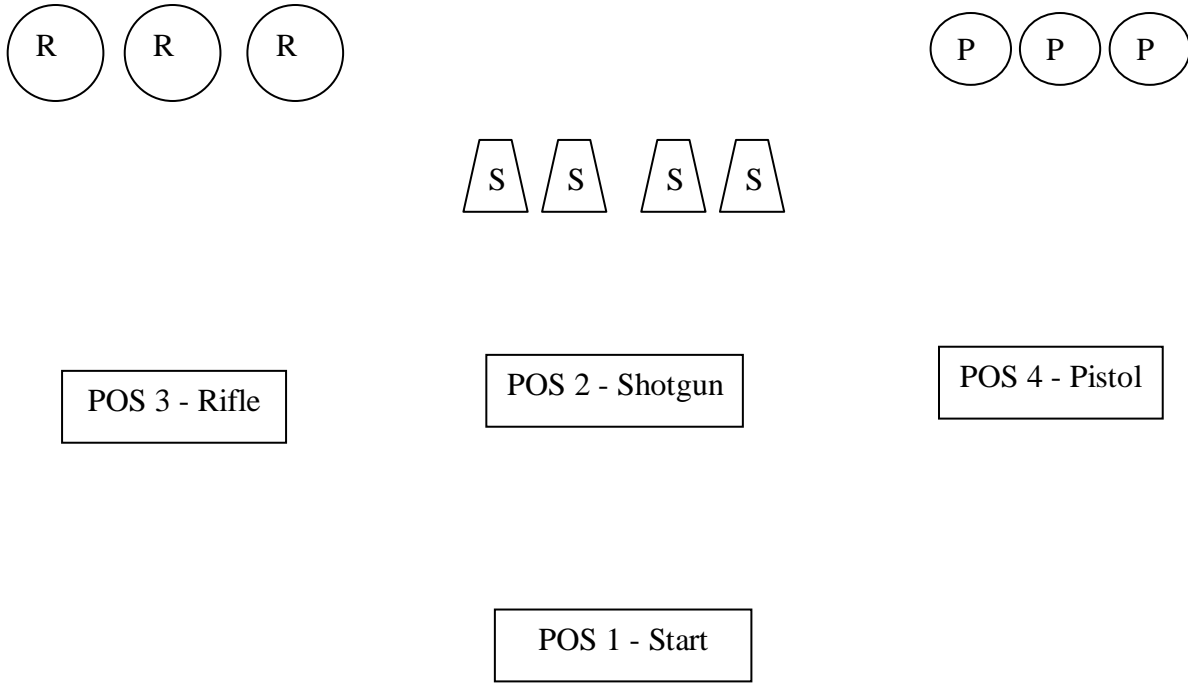 R R R P P P
S S S S
POS 3 - Rifle POS 2 - Shotgun POS 4 - Pistol
POS 1 - Start